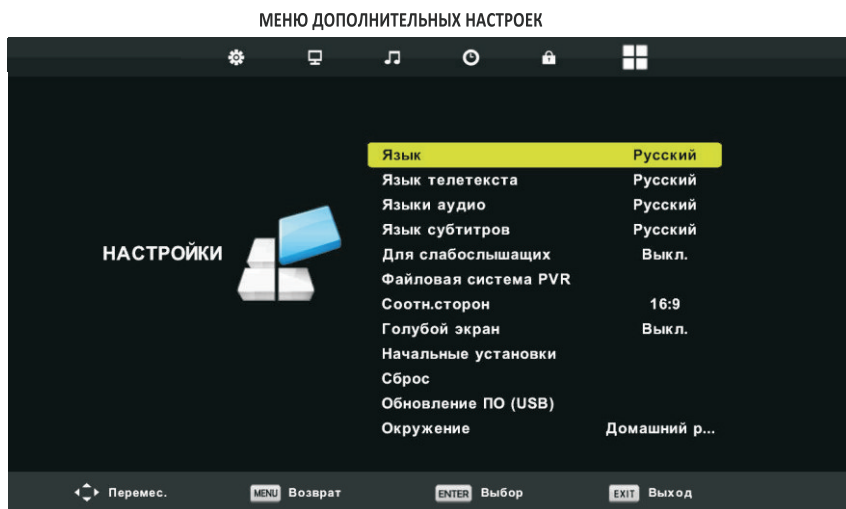 МЕНЮ ДОПОЛНИТЕЛЬНЫХ НАСТРОЕК
НАСТРОЙКИ
Язык Русский
Язык телетекста Русский
Языки аудио Русский
Язык субтитров Русский
Для слабослышащих Выкл.
Файловая система PVR
Соотн.сторон 16:9
Голубой экран Выкл.
Начальные установки
Сброс
Обновление ПО (USB)
Окружение Домашний р...
Перемес. MENU Возврат ENTER Выбор EXIT Выход